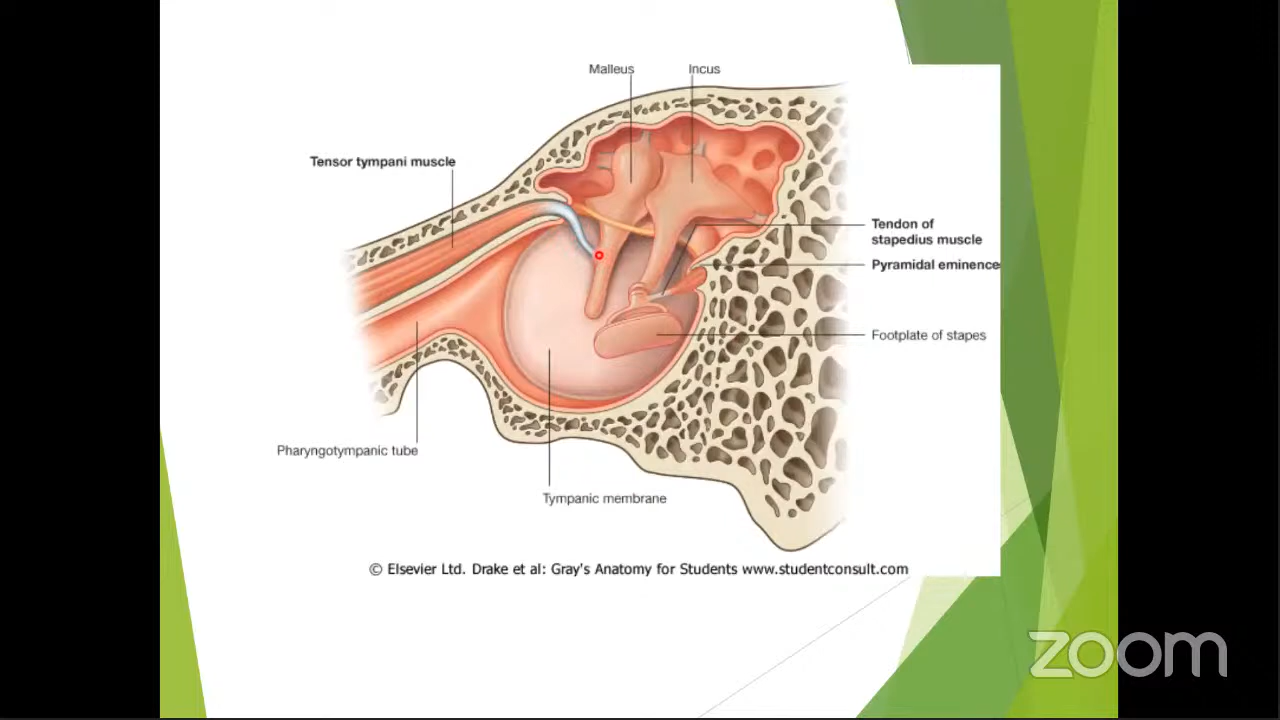 Malleus
Incus
Tensor tympani muscle
Tendon of
stapedius muscle
Pyramidal eminence
Footplate of stapes
Pharyngotympanic tube
Tympanic membrane
© Elsevier Ltd. Drake et al: Gray's Anatomy for Students www.studentconsult.com
zoom